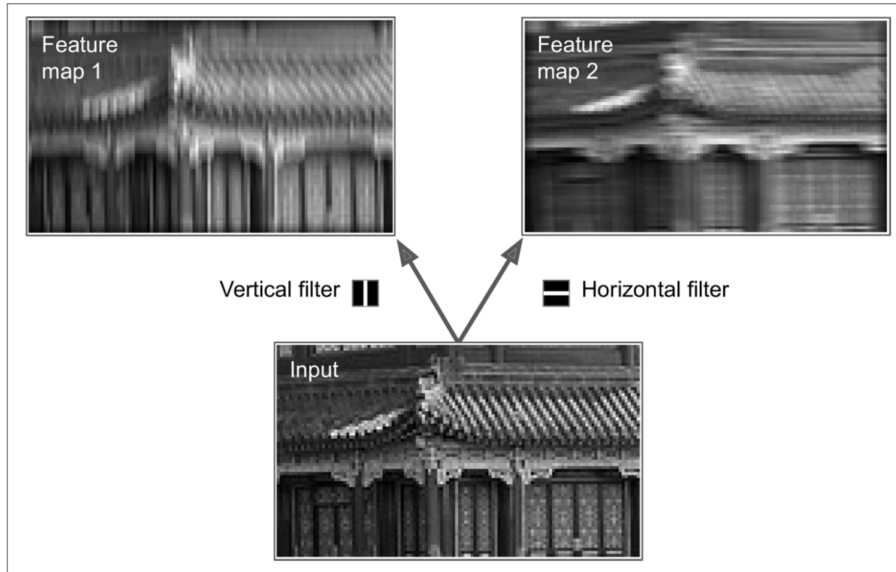 Feature
map 1
Feature
map 2
Vertical filter
Horizontal filter
Input